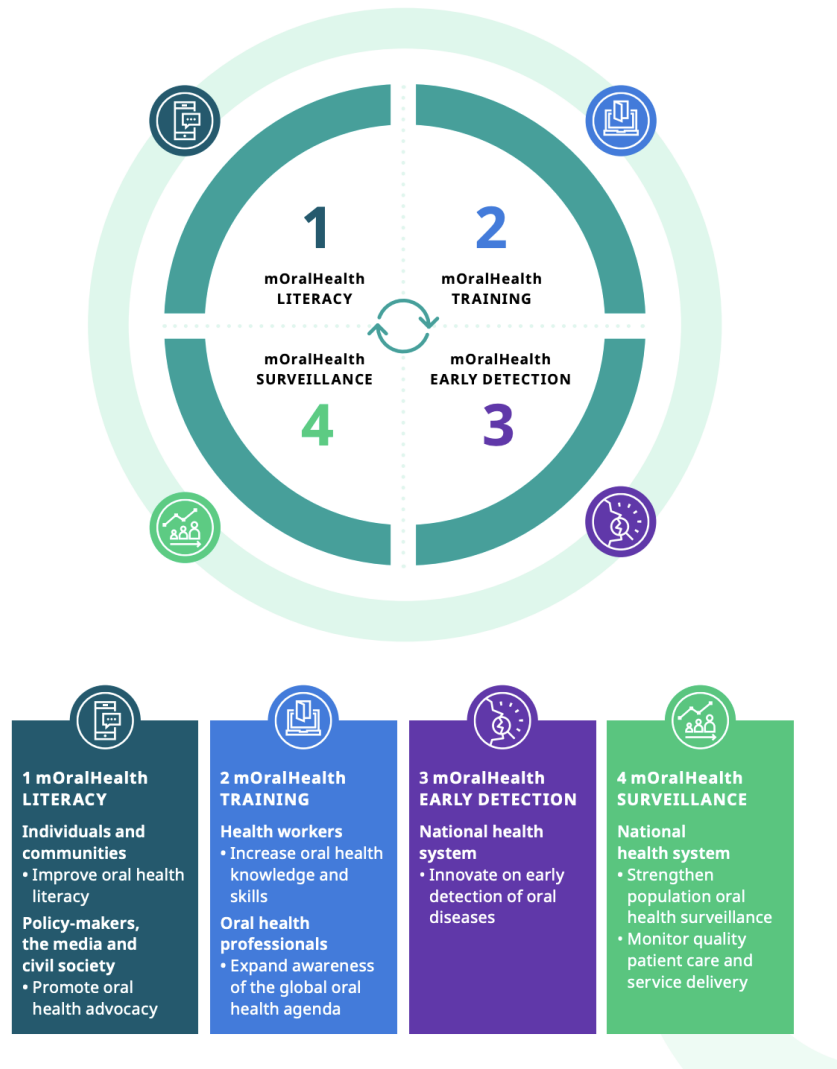 1
mOralHealth
LITERACY
2
mOralHealth
TRAINING
mOralHealth
EARLY DETECTION
3
mOralHealth
SURVEILLANCE
4
1 mOralHealth
LITERACY
Individuals and
communities
• Improve oral health
literacy
Policy-makers,
the media and
civil society
• Promote oral
health advocacy
2 mOralHealth
TRAINING
Health workers
• Increase oral health
knowledge and
skills
Oral health
professionals
• Expand awareness
of the global oral
health agenda
3 mOralHealth
EARLY DETECTION
National health
system
• Innovate on early
detection of oral
diseases
4 mOralHealth
SURVEILLANCE
National
health system
• Strengthen
population oral
health surveillance
• Monitor quality
patient care and
service delivery